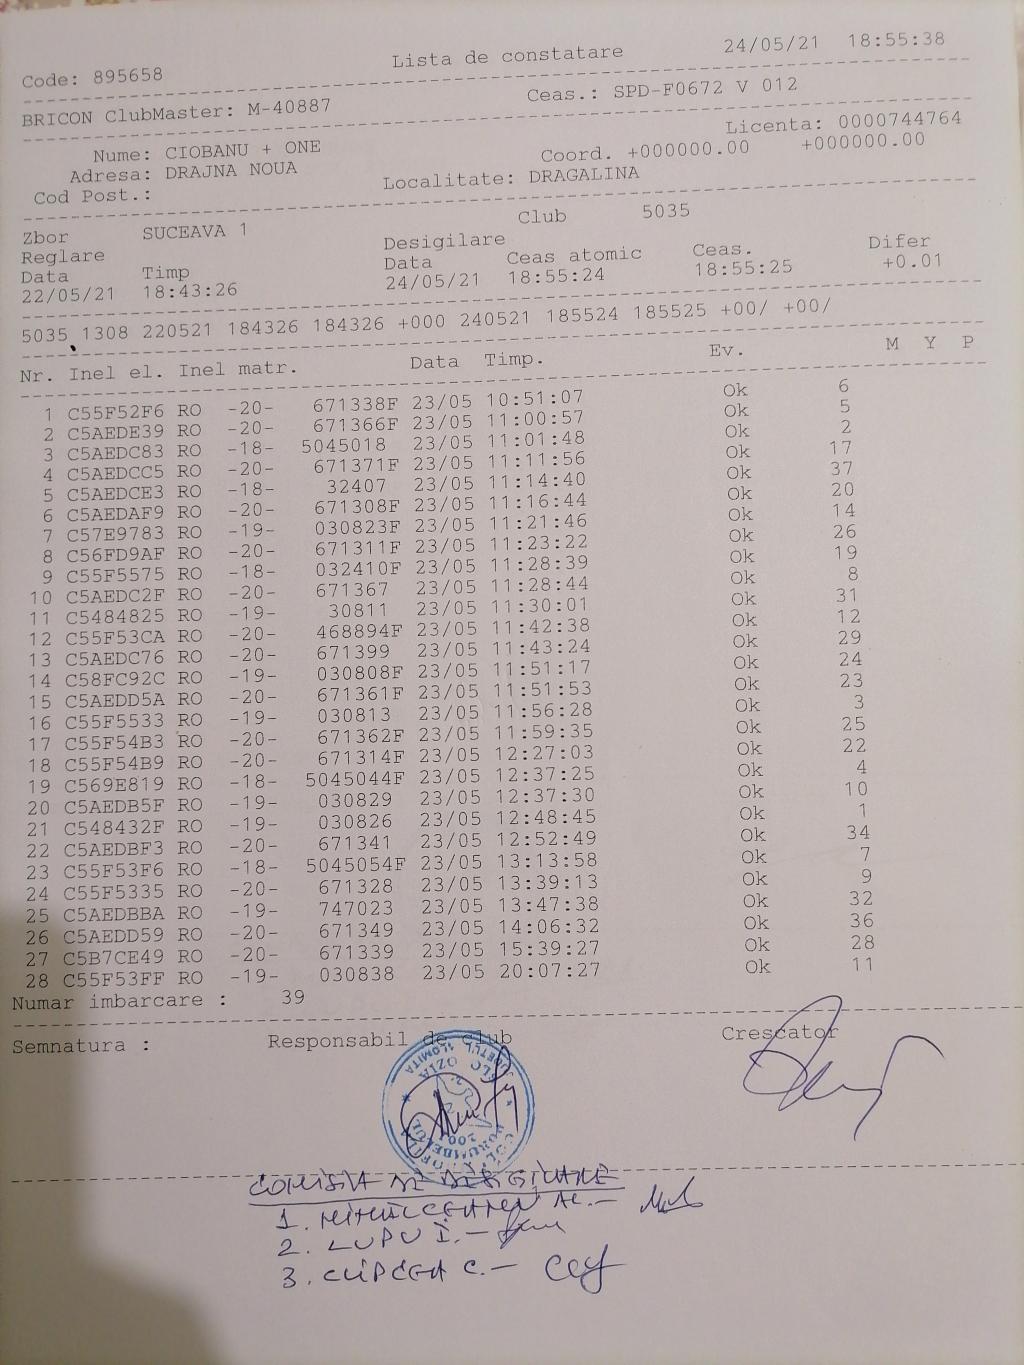 Lista de constatare 24/05/21 18:55:38
Code: 895658
BRICON ClubMaster: M-40887 Ceas.: SPD-F0672 V 012
Licenta: 0000744764
Nume: CIOBANU + ONE Coord. +000000.00 +000000.00
Adresa: DRAJNA NOUA
Cod Post.: Localitate: DRAGALINA
Zbor SUCEAVA 1 Club 5035
Reglare Desigilare
Data Timp Data Ceas atomic Ceas. Difer
22/05/21 18:43:26 24/05/21 18:55:24 18:55:25 +0.01
5035 1308 220521 184326 184326 +000 240521 185524 185525 +00/ +00/
Nr. Inel el. Inel matr. Data Timp. Ev. M Y P
1 C55F52F6 RO -20- 671338F 23/05 10:51:07 Ok 6
2 C5AEDE39 RO -20- 671366F 23/05 11:00:57 Ok 5
3 C5AEDC83 RO -18- 5045018 23/05 11:01:48 Ok 2
4 C5AEDCC5 RO -20- 671371F 23/05 11:11:56 Ok 17
5 C5AEDCE3 RO -18- 32407 23/05 11:14:40 Ok 37
6 C5AEDAF9 RO -20- 671308F 23/05 11:16:44 Ok 20
7 C57E9783 RO -19- 030823F 23/05 11:21:46 Ok 14
8 C56FD9AF RO -20- 671311F 23/05 11:23:22 Ok 26
9 C55F5575 RO -18- 032410F 23/05 11:28:39 Ok 19
10 C5AEDC2F RO -20- 671367 23/05 11:28:44 Ok 8
11 C5484825 RO -19- 30811 23/05 11:30:01 Ok 31
12 C55F53CA RO -20- 468894F 23/05 11:42:38 Ok 12
13 C5AEDC76 RO -20- 671399 23/05 11:43:24 Ok 29
14 C58FC92C RO -19- 030808F 23/05 11:51:17 Ok 24
15 C5AEDD5A RO -20- 671361F 23/05 11:51:53 Ok 23
16 C55F5533 RO -19- 030813 23/05 11:56:28 Ok 3
17 C55F54B3 RO -20- 671362F 23/05 11:59:35 Ok 25
18 C55F54B9 RO -20- 671314F 23/05 12:27:03 Ok 22
19 C569E819 RO -18- 5045044F 23/05 12:37:25 Ok 4
20 C5AEDB5F RO -19- 030829 23/05 12:37:30 Ok 10
21 C548432F RO -19- 030826 23/05 12:48:45 Ok 1
22 C5AEDBF3 RO -20- 671341 23/05 12:52:49 Ok 34
23 C55F53F6 RO -18- 5045054F 23/05 13:13:58 Ok 7
24 C55F5335 RO -20- 671328 23/05 13:39:13 Ok 9
25 C5AEDBBA RO -19- 747023 23/05 13:47:38 Ok 32
26 C5AEDD59 RO -20- 671349 23/05 14:06:32 Ok 36
27 C5B7CE49 RO -20- 671339 23/05 15:39:27 Ok 28
28 C55F53FF RO -19- 030838 23/05 20:07:27 Ok 11
Numar imbarcare : 39
Semnatura : Responsabil de club Crescator
COMISIA DE DESIGILARE
1.
2. LUPU I. -
3. C. -